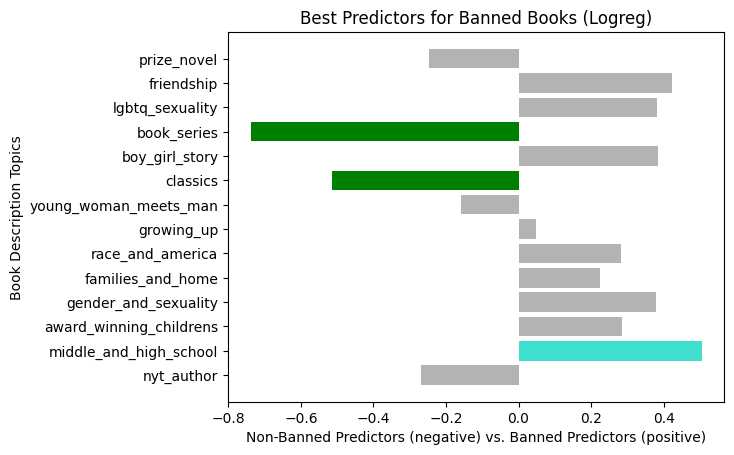 Best Predictors for Banned Books (Logreg)
Book Description Topics
prize_novel
friendship
lgbtq_sexuality
book_series
boy_girl_story
classics
young_woman_meets_man
growing_up
race_and_america
families_and_home
gender_and_sexuality
award_winning_childrens
middle_and_high_school
nyt_author
−0.8 −0.6 −0.4 −0.2 0.0 0.2 0.4
Non-Banned Predictors (negative) vs. Banned Predictors (positive)